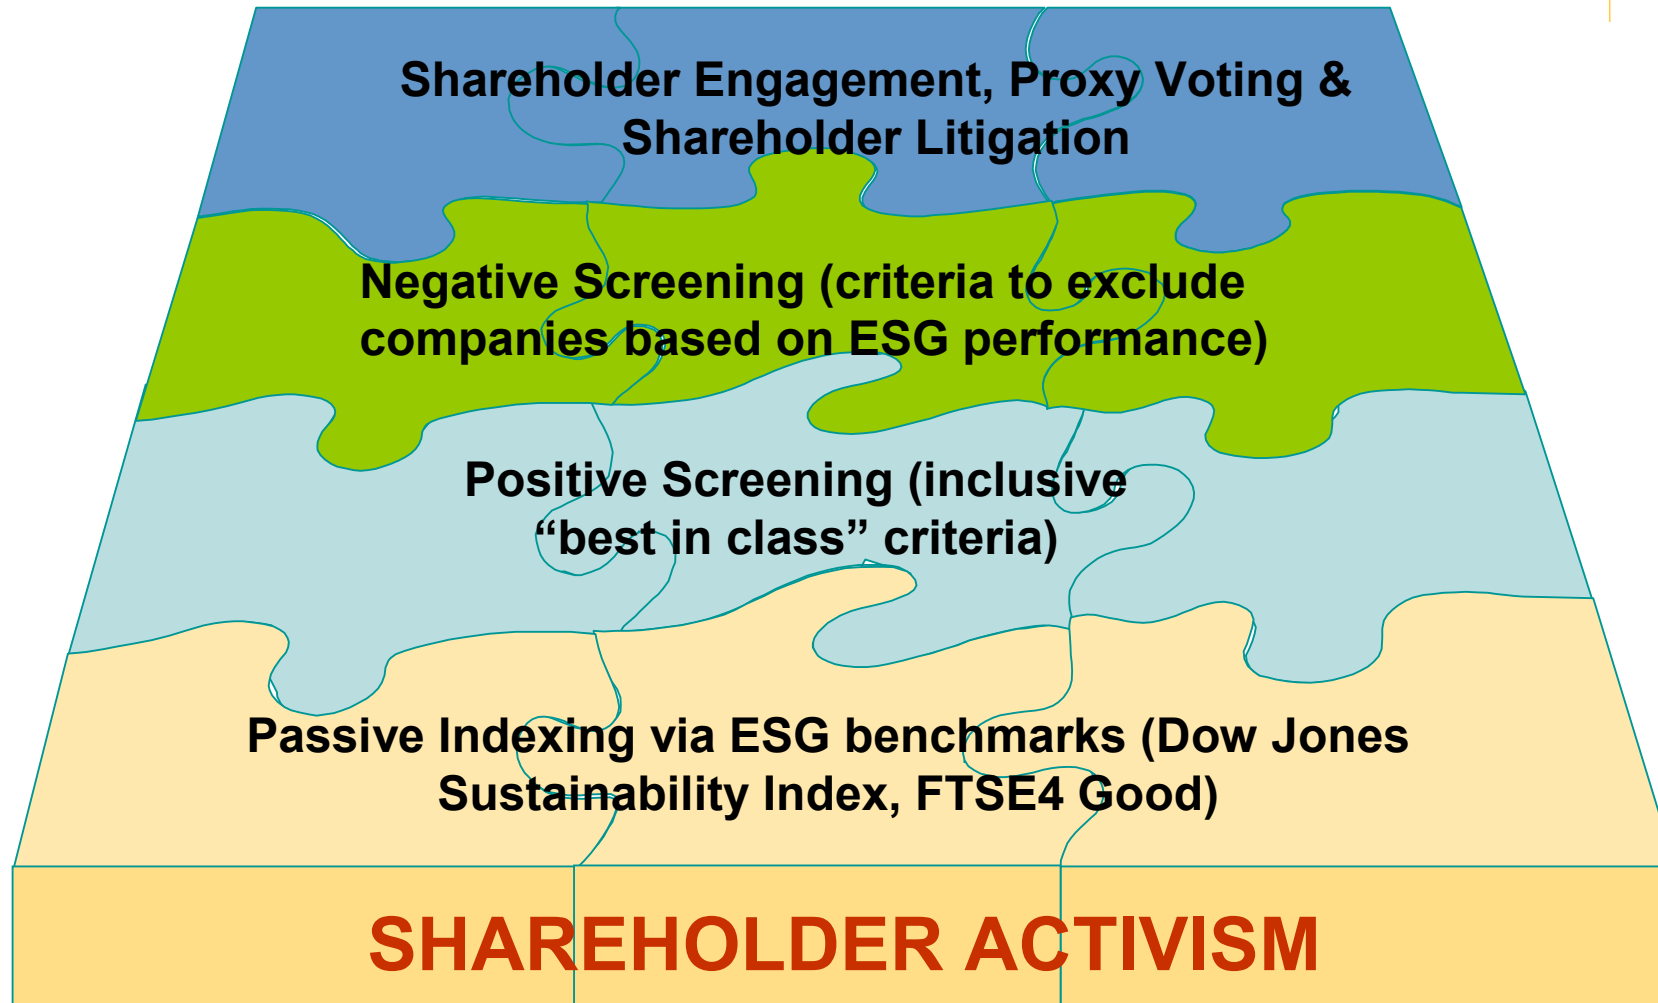 Shareholder Engagement, Proxy Voting &
Shareholder Litigation
Negative Screening (criteria to exclude
companies based on ESG performance)
Positive Screening (inclusive
“best in class” criteria)
Passive Indexing via ESG benchmarks (Dow Jones
Sustainability Index, FTSE4 Good)
SHAREHOLDER ACTIVISM